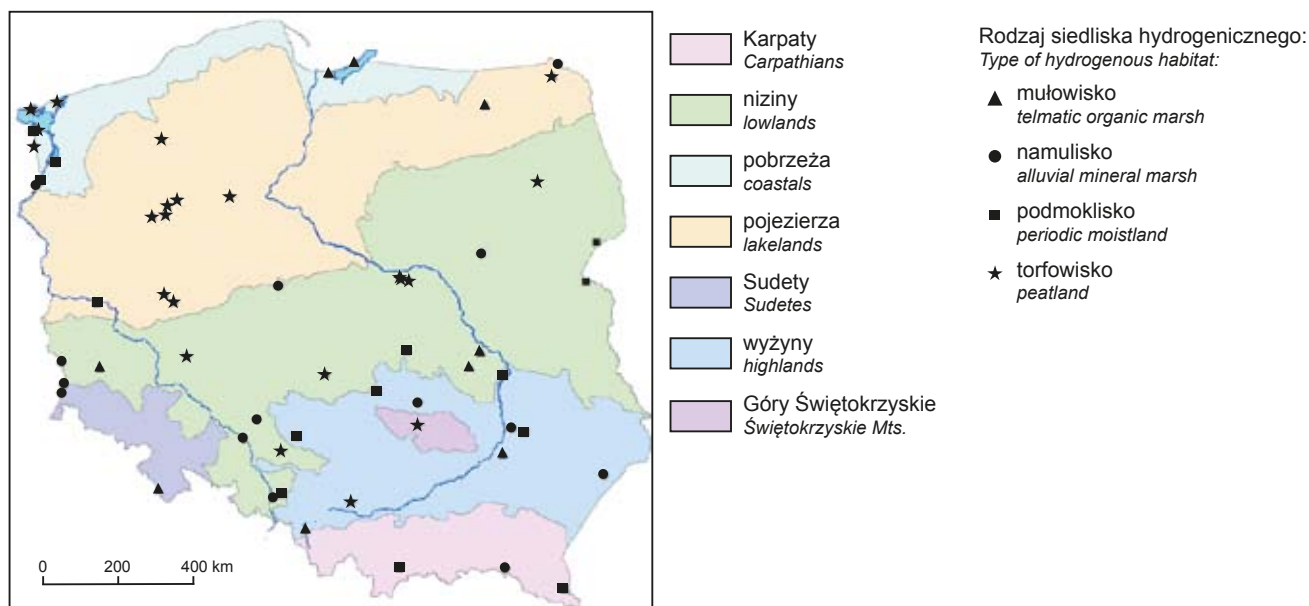 Karpaty
Carpathians
niziny
lowlands
pobrzeża
coastals
pojezierza
lakelands
Sudety
Sudetes
wyżyny
highlands
Góry Świętokrzyskie
Świętokrzyskie Mts.
Rodzaj siedliska hydrogenicznego:
Type of hydrogenous habitat:
mułowisko
telmatic organic marsh
namulisko
alluvial mineral marsh
podmoklisko
periodic moistland
torfowisko
peatland
0 200 400 km